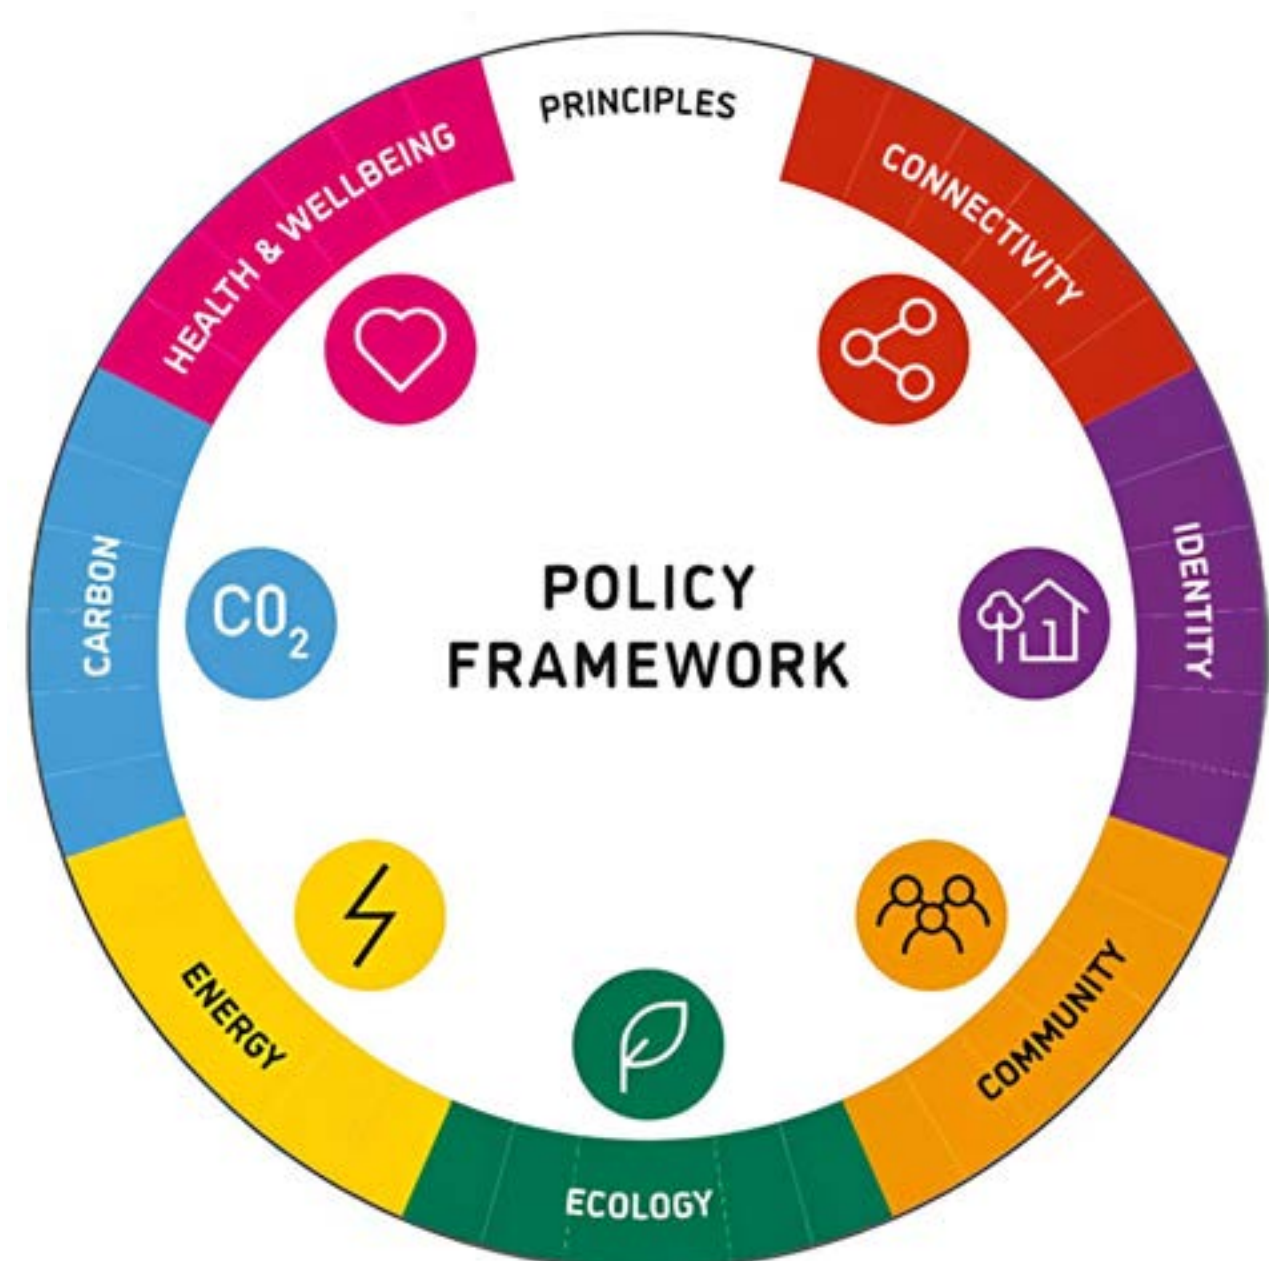 PRINCIPLES
CONNECTIVITY
IDENTITY
COMMUNITY
ECOLOGY
ENERGY
CARBON
HEALTH & WELLBEING
CO₂
POLICY
FRAMEWORK